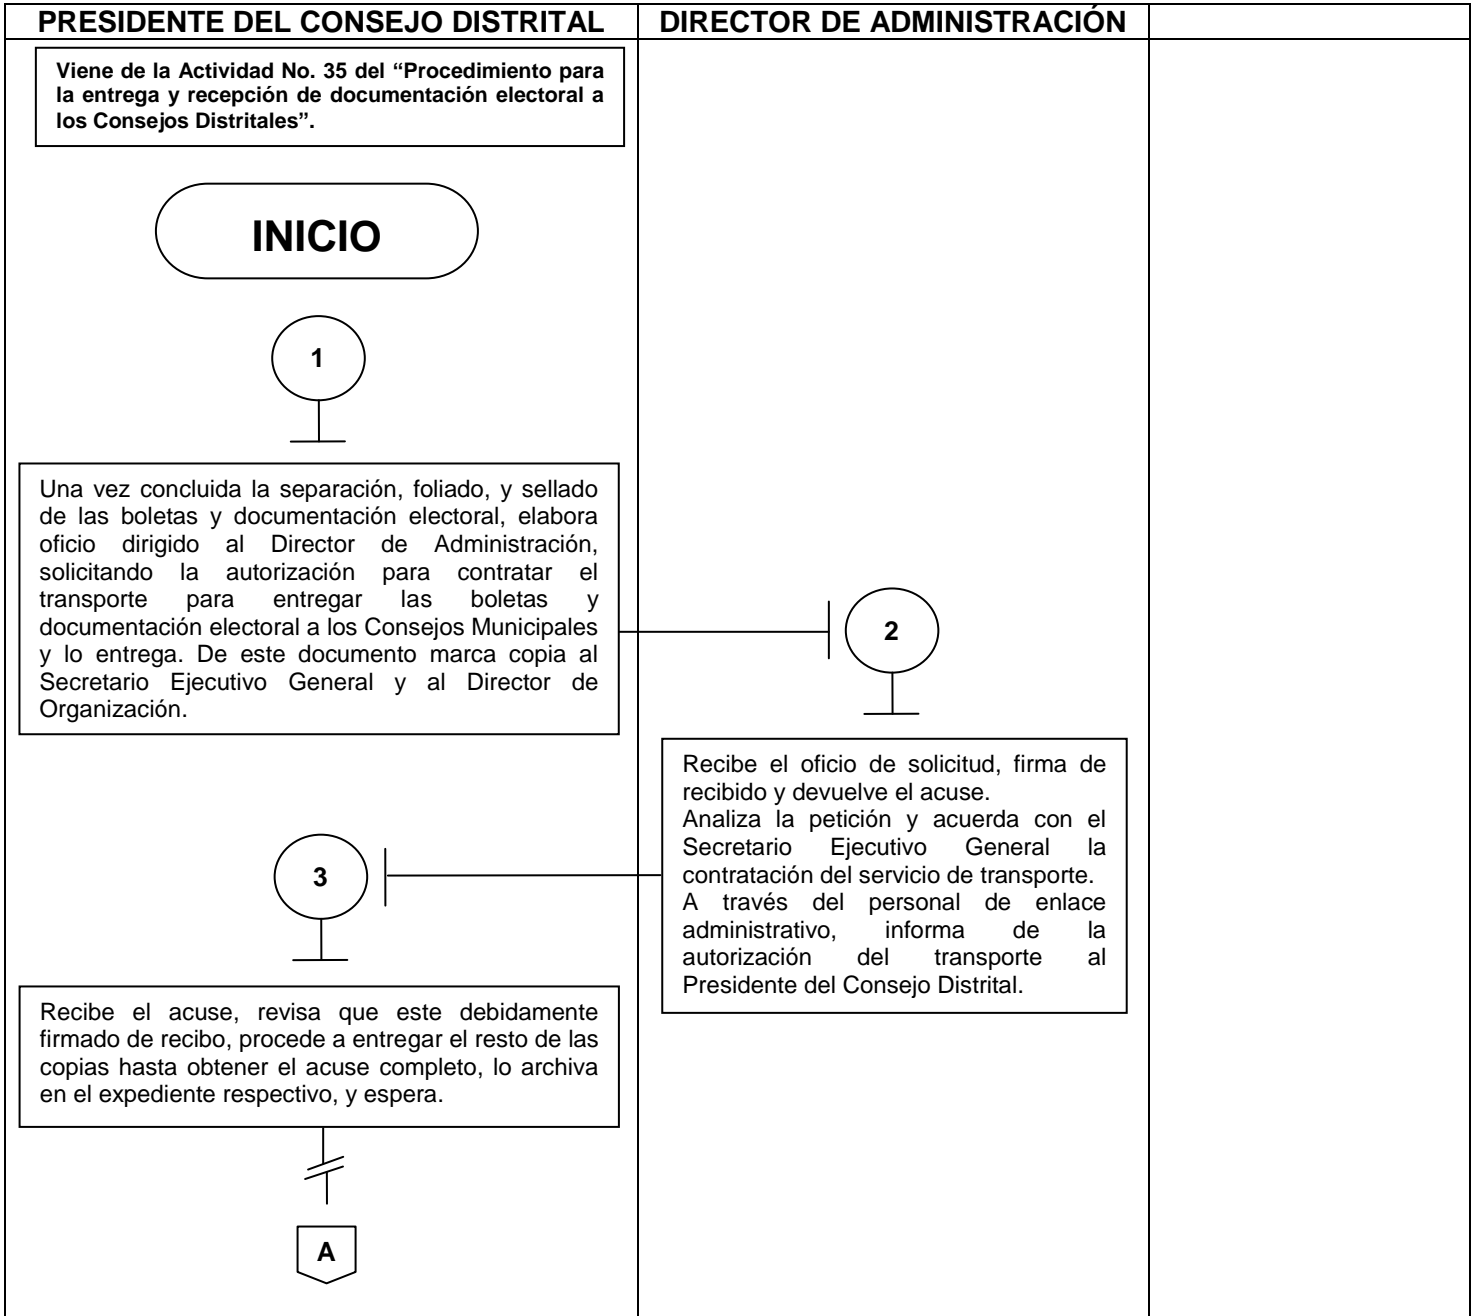 PRESIDENTE DEL CONSEJO DISTRITAL
DIRECTOR DE ADMINISTRACIÓN
Viene de la Actividad No. 35 del “Procedimiento para
la entrega y recepción de documentación electoral a
los Consejos Distritales”.
INICIO
1
Una vez concluida la separación, foliado, y sellado
de las boletas y documentación electoral, elabora
oficio dirigido al Director de Administración,
solicitando la autorización para contratar el
transporte para entregar las boletas y
documentación electoral a los Consejos Municipales
y lo entrega. De este documento marca copia al
Secretario Ejecutivo General y al Director de
Organización.
2
Recibe el oficio de solicitud, firma de
recibido y devuelve el acuse.
Analiza la petición y acuerda con el
Secretario Ejecutivo General la
contratación del servicio de transporte.
A través del personal de enlace
administrativo, informa de la
autorización del transporte al
Presidente del Consejo Distrital.
3
Recibe el acuse, revisa que este debidamente
firmado de recibo, procede a entregar el resto de las
copias hasta obtener el acuse completo, lo archiva
en el expediente respectivo, y espera.
A